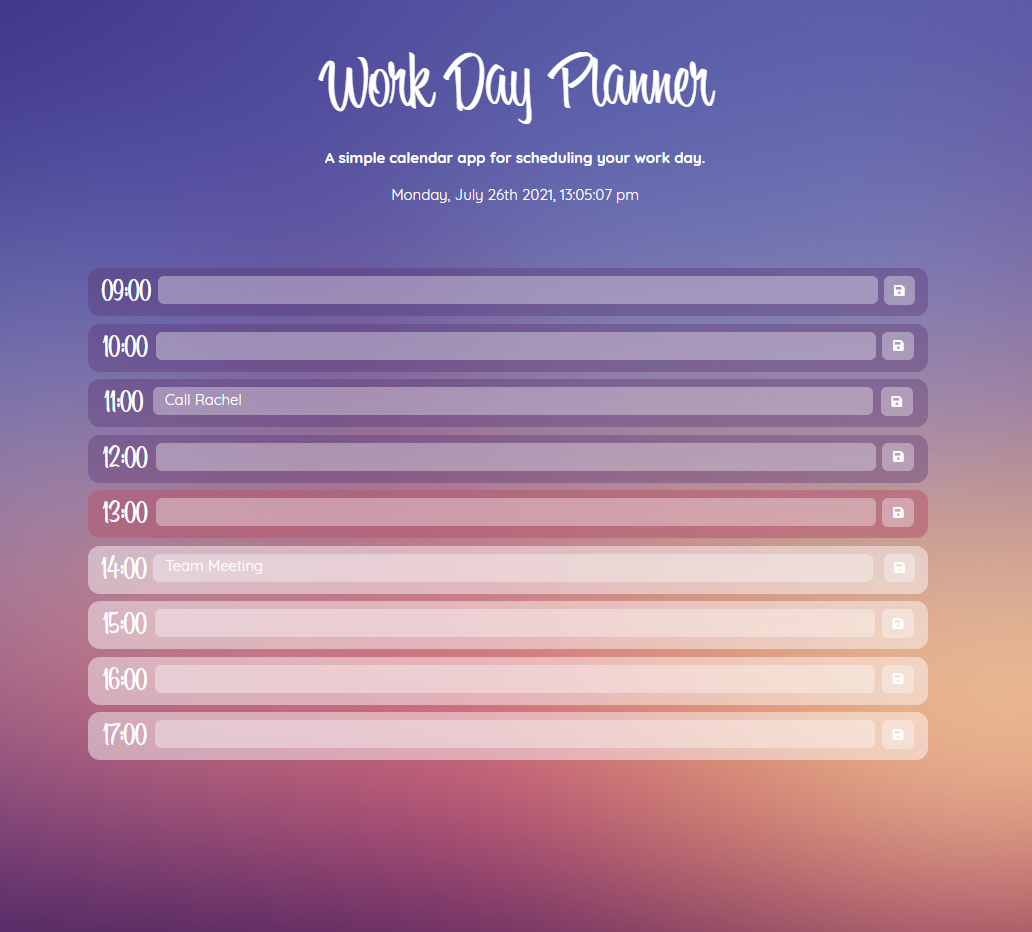 Work Day Planner
A simple calendar app for scheduling your work day.
Monday, July 26th 2021, 13:05:07 pm
09:00
10:00
11:00 Call Rachel
12:00
13:00
14:00 Team Meeting
15:00
16:00
17:00